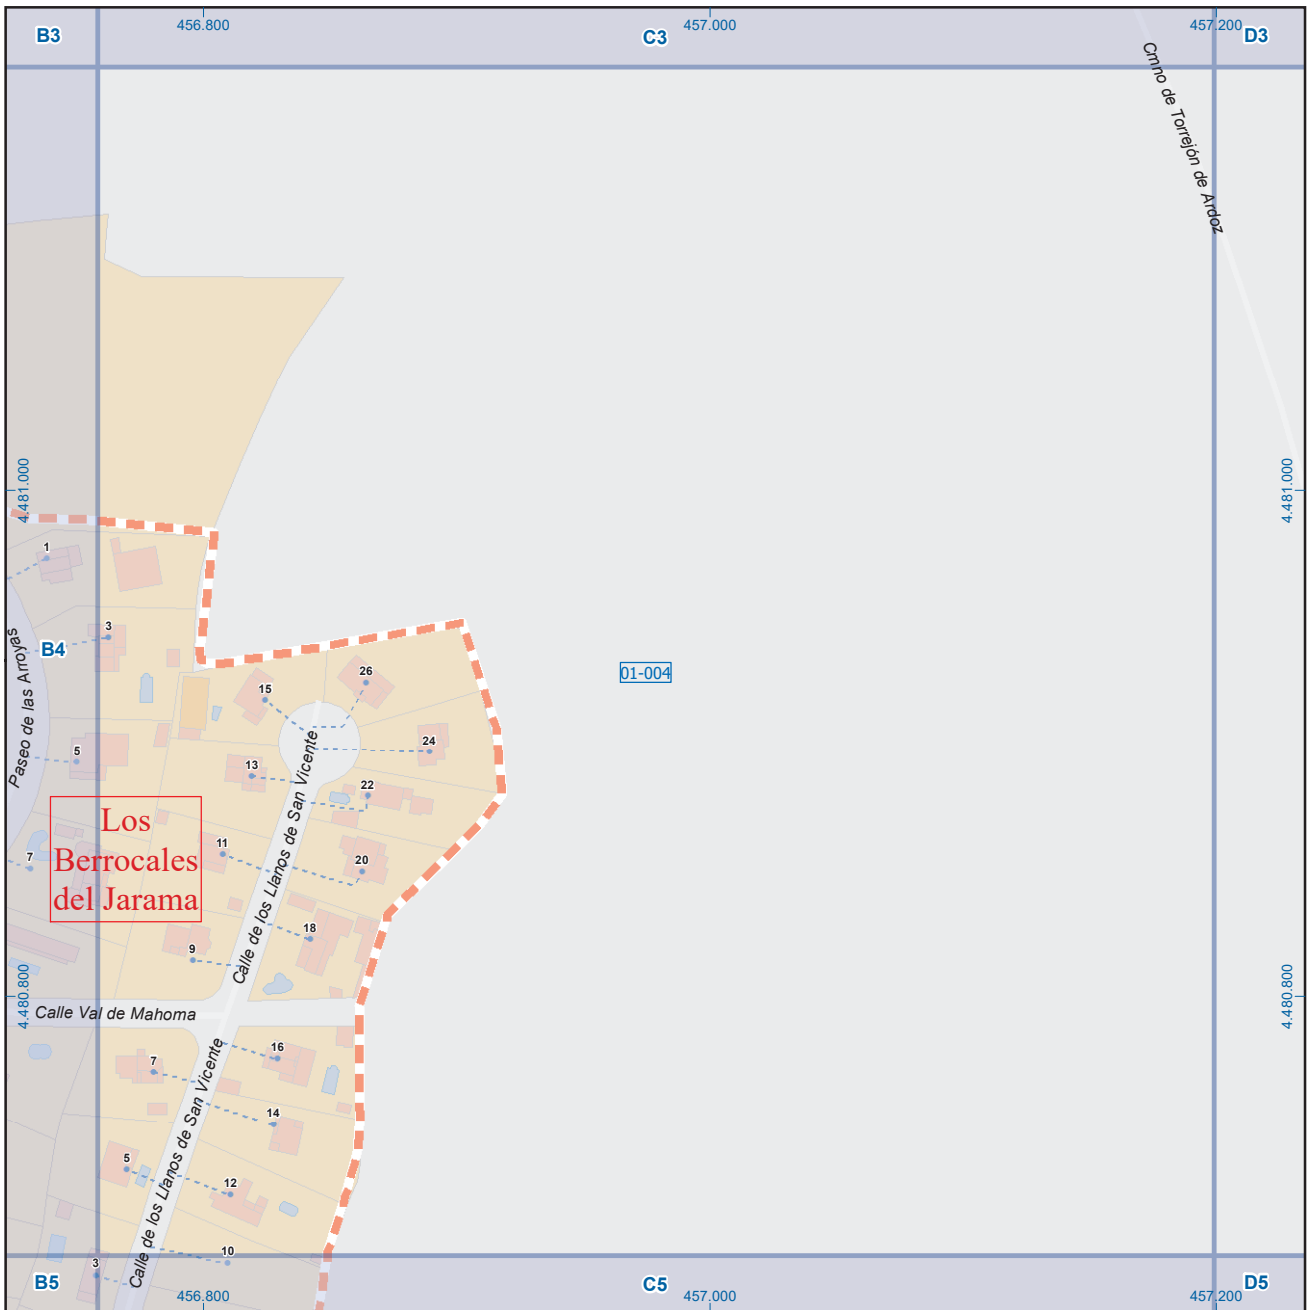 456.800
457.000
457.200
B3
C3
D3
Cmno de Torrejón de Ardoz
4.481.000
4.481.000
1
3
B4
Paseo de las Arroyas
01-004
15
26
24
5
13
22
Calle de los Llanos de San Vicente
Los
Berrocales
del Jarama
7
11
20
18
9
4.480.800
4.480.800
Calle Val de Mahoma
7
16
14
Calle de los Llanos de San Vicente
5
12
10
3
B5
C5
D5
456.800
457.000
457.200